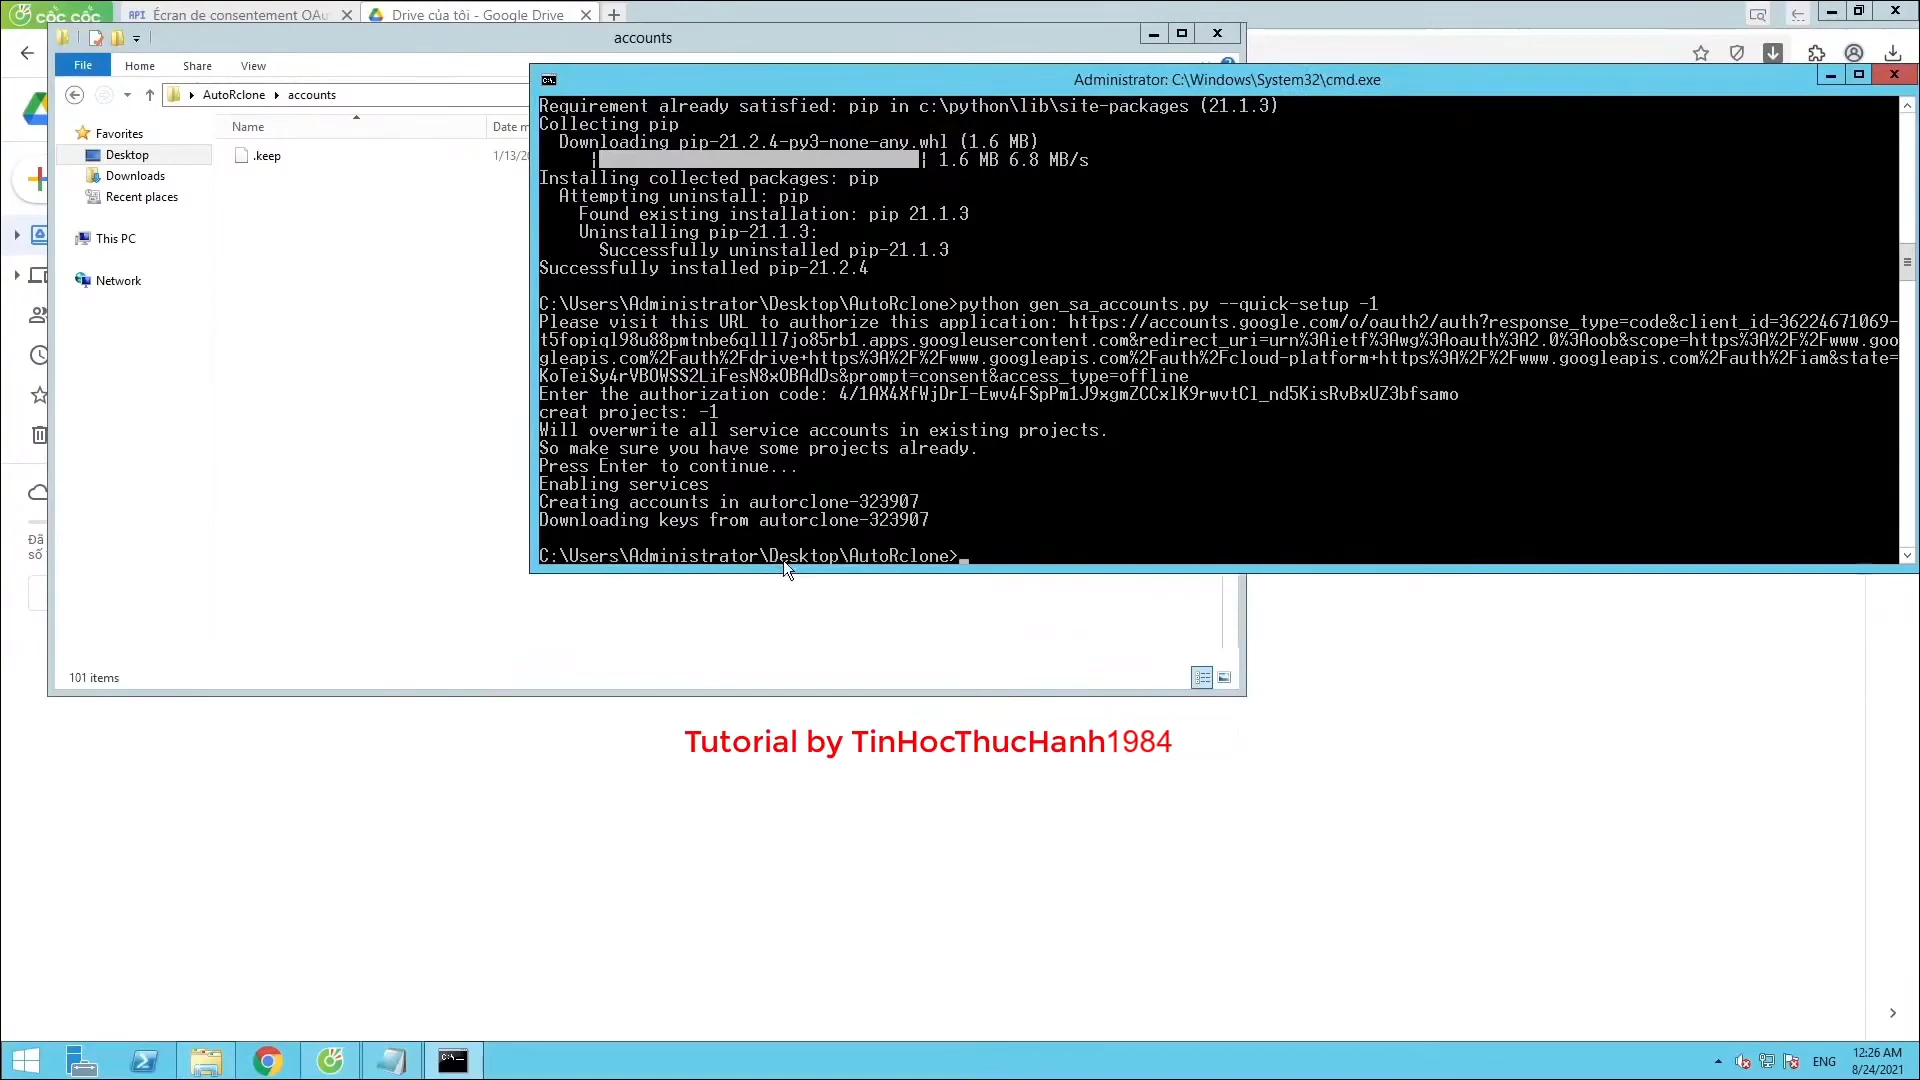 cốc cốc
API Écran de consentement OAu
Drive của tôi - Google Drive
accounts
File
Home
Share
View
AutoRclone
accounts
Name
Date m
Favorites
Desktop
Downloads
Recent places
This PC
Network
.keep
1/13/20
Đã
số
101 items
Administrator: C:\Windows\System32\cmd.exe
Requirement already satisfied: pip in c:\python\lib\site-packages (21.1.3)
Collecting pip
Downloading pip-21.2.4-py3-none-any.whl (1.6 MB)
| | 1.6 MB 6.8 MB/s
Installing collected packages: pip
Attempting uninstall: pip
Found existing installation: pip 21.1.3
Uninstalling pip-21.1.3:
Successfully uninstalled pip-21.1.3
Successfully installed pip-21.2.4
C:\Users\Administrator\Desktop\AutoRclone>python gen_sa_accounts.py --quick-setup -1
Please visit this URL to authorize this application: https://accounts.google.com/o/oauth2/auth?response_type=code&client_id=36224671069-
t5fopiql98u88pmtnbe6qlll7jo85rb1.apps.googleusercontent.com&redirect_uri=urn%3Aietf%3Awg%3Aoauth%3A2.0%3Aoob&scope=https%3A%2F%2Fwww.goo
gleapis.com%2Fauth%2Fdrive+https%3A%2F%2Fwww.googleapis.com%2Fauth%2Fcloud-platform+https%3A%2F%2Fwww.googleapis.com%2Fauth%2Fiam&state=
KoTeiSy4rVBOWSS2LiFesN8xOBAdDs&prompt=consent&access_type=offline
Enter the authorization code: 4/1AX4XfWjDrI-Ewv4FSpPm1J9xgmZCCxlK9rwvtCl_nd5KisRvBxUZ3bfsamo
creat projects: -1
Will overwrite all service accounts in existing projects.
So make sure you have some projects already.
Press Enter to continue...
Enabling services
Creating accounts in autorclone-323907
Downloading keys from autorclone-323907
C:\Users\Administrator\Desktop\AutoRclone>_
Tutorial by TinHocThucHanh1984
ENG
12:26 AM
8/24/2021